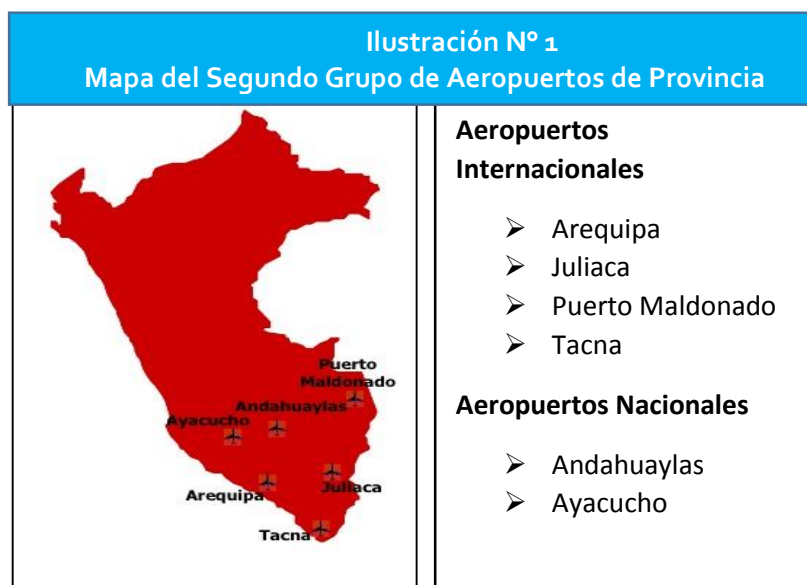 Ilustración N° 1
Mapa del Segundo Grupo de Aeropuertos de Provincia
Puerto
Maldonado
Andahuaylas
Ayacucho
Arequipa
Juliaca
Tacna
Aeropuertos
Internacionales
➢ Arequipa
➢ Juliaca
➢ Puerto Maldonado
➢ Tacna
Aeropuertos Nacionales
➢ Andahuaylas
➢ Ayacucho